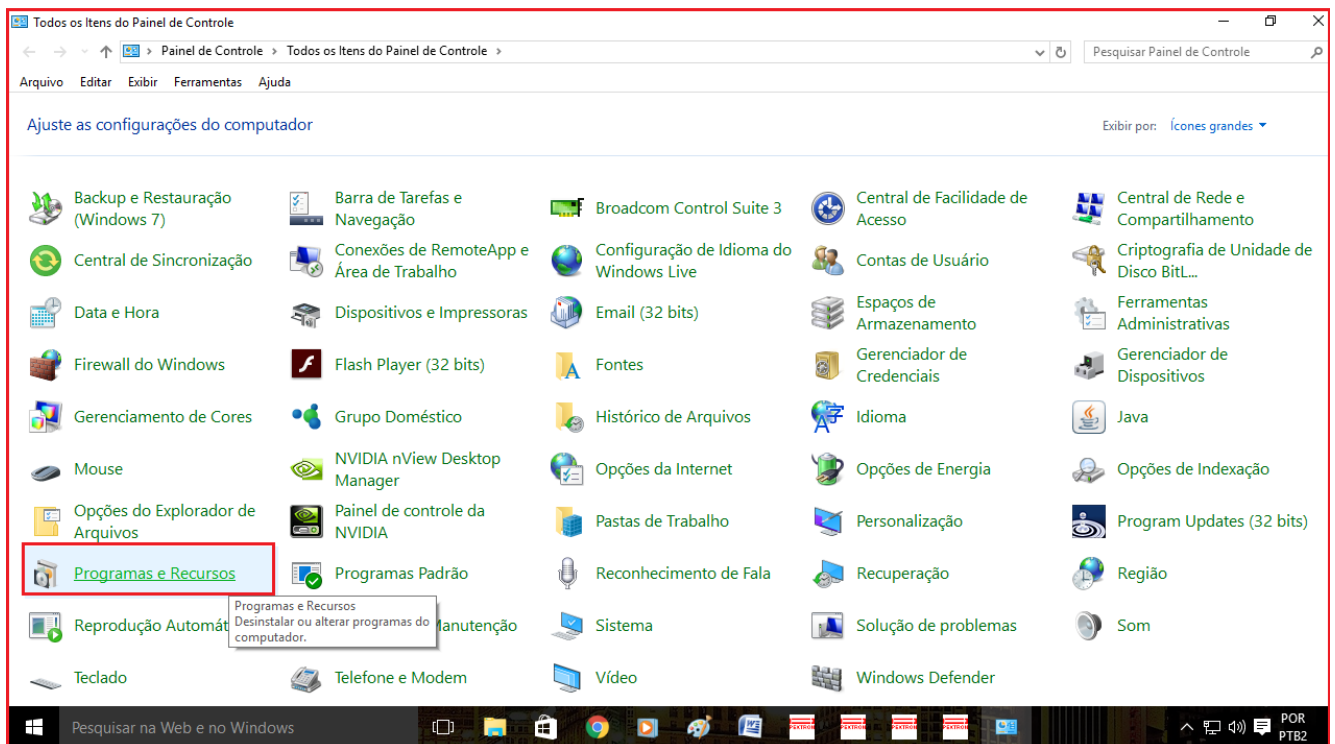 Todos os Itens do Painel de Controle
Painel de Controle > Todos os Itens do Painel de Controle >
Pesquisar Painel de Controle
Arquivo Editar Exibir Ferramentas Ajuda
Ajuste as configurações do computador
Exibir por: Ícones grandes
Backup e Restauração
(Windows 7)
Barra de Tarefas e
Navegação
Broadcom Control Suite 3
Central de Facilidade de
Acesso
Central de Rede e
Compartilhamento
Central de Sincronização
Conexões de RemoteApp e
Área de Trabalho
Configuração de Idioma do
Windows Live
Contas de Usuário
Criptografia de Unidade de
Disco BitL...
Data e Hora
Dispositivos e Impressoras
Email (32 bits)
Espaços de
Armazenamento
Ferramentas
Administrativas
Firewall do Windows
Flash Player (32 bits)
Fontes
Gerenciador de
Credenciais
Gerenciador de
Dispositivos
Gerenciamento de Cores
Grupo Doméstico
Histórico de Arquivos
Idioma
Java
Mouse
NVIDIA nView Desktop
Manager
Opções da Internet
Opções de Energia
Opções de Indexação
Opções do Explorador de
Arquivos
Painel de controle da
NVIDIA
Pastas de Trabalho
Personalização
Program Updates (32 bits)
Programas e Recursos
Programas Padrão
Reconhecimento de Fala
Recuperação
Região
Programas e Recursos
Desinstalar ou alterar programas do
computador.
Reprodução Automát
Manutenção
Sistema
Solução de problemas
Som
Teclado
Telefone e Modem
Vídeo
Windows Defender
Pesquisar na Web e no Windows
PEXTRON
PEXTRON
PEXTRON
PEXTRON
POR
PTB2